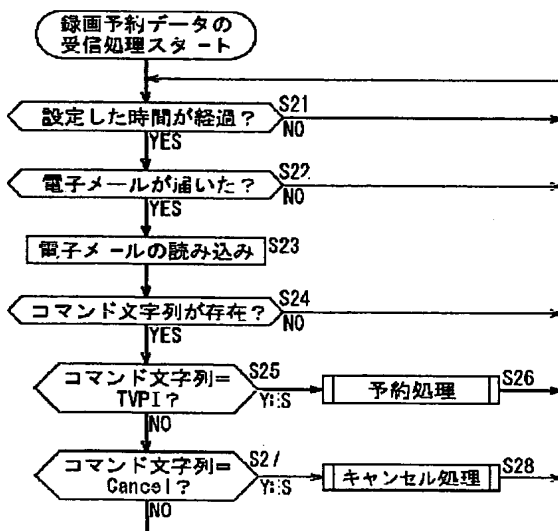 録画予約データの
受信処理スタート
設定した時間が経過？
S21
YES
NO
電子メールが届いた？
S22
YES
NO
電子メールの読み込み
S23
コマンド文字列が存在？
S24
YES
NO
コマンド文字列＝
TVPI？
S25
YES
NO
予約処理
S26
コマンド文字列＝
Cancel？
S27
YES
NO
キャンセル処理
S28